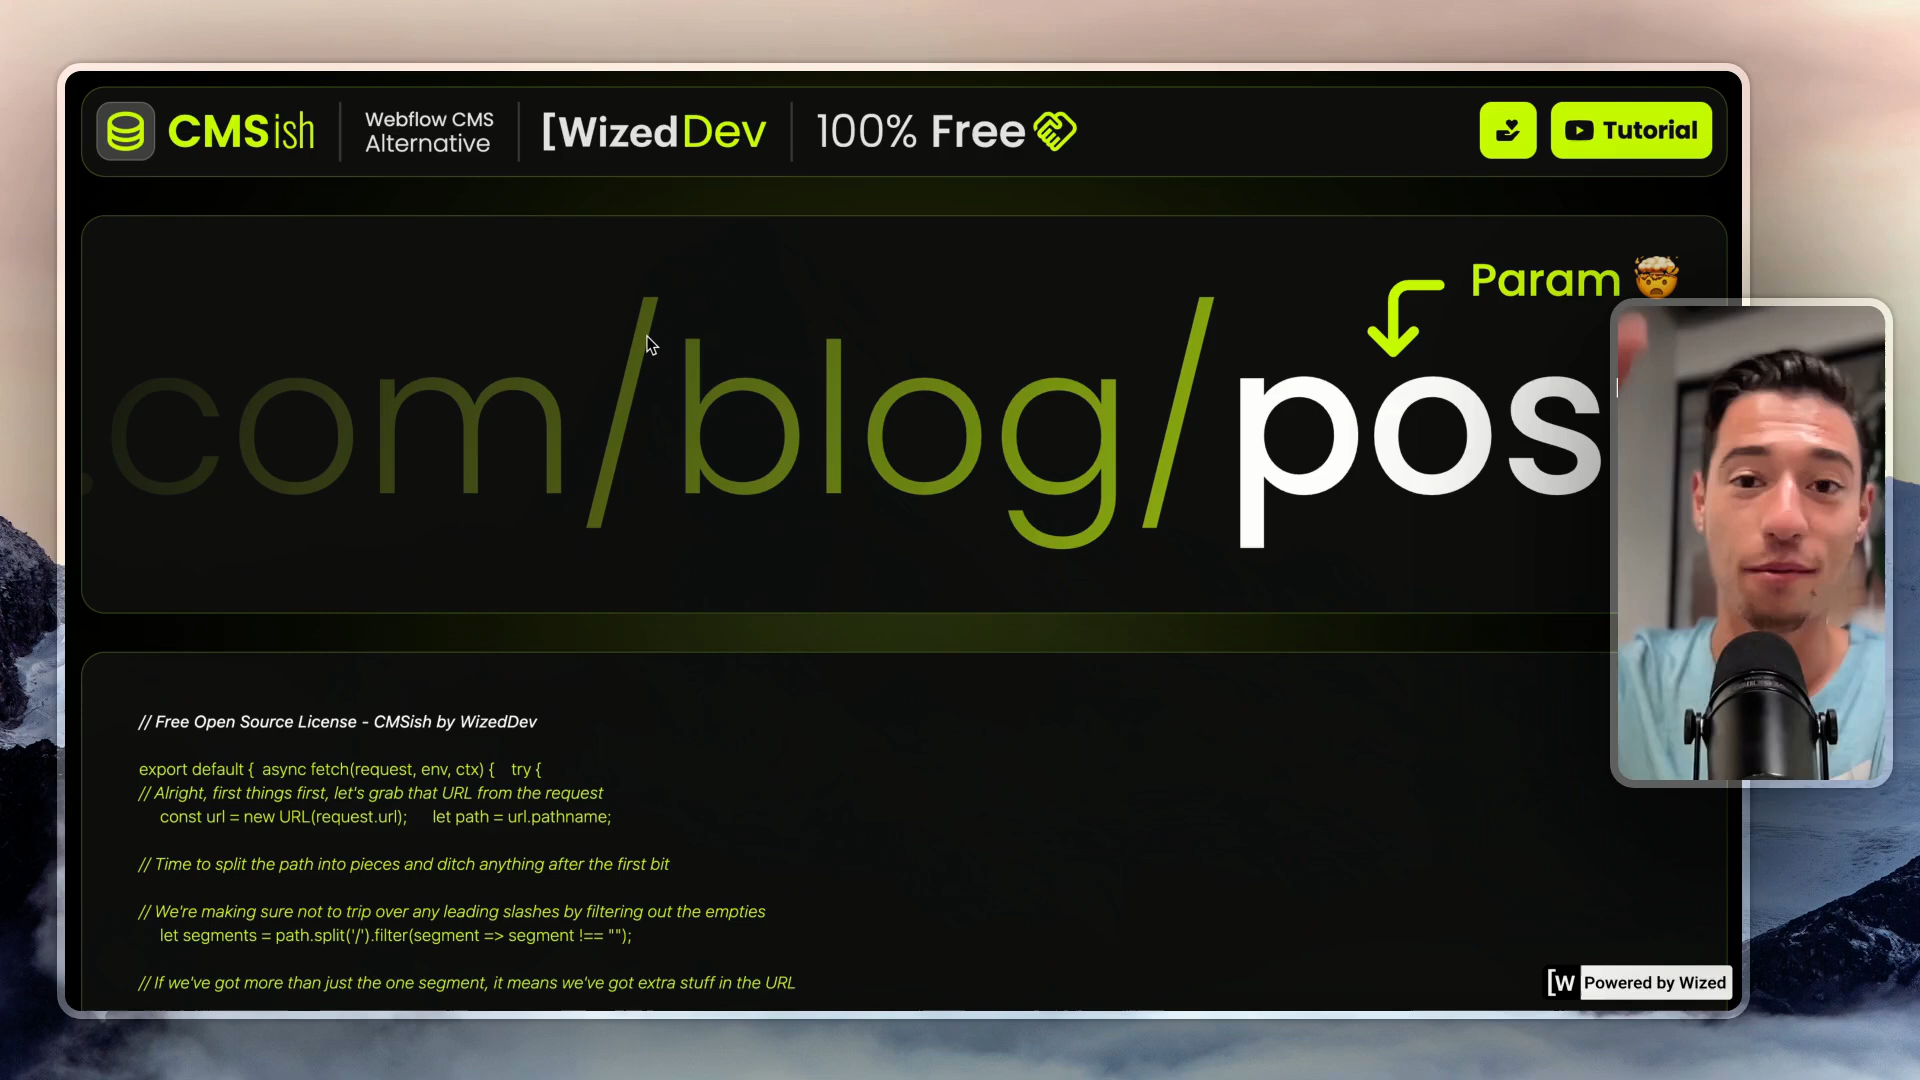 CMSish
Webflow CMS
Alternative
[WizedDev
100% Free
Tutorial
Param 🤯
.com/blog/pos
// Free Open Source License - CMSish by WizedDev
export default { async fetch(request, env, ctx) { try {
// Alright, first things first, let's grab that URL from the request
const url = new URL(request.url); let path = url.pathname;
// Time to split the path into pieces and ditch anything after the first bit
// We're making sure not to trip over any leading slashes by filtering out the empties
let segments = path.split('/').filter(segment => segment !== "");
// If we've got more than just the one segment, it means we've got extra stuff in the URL
[W Powered by Wized